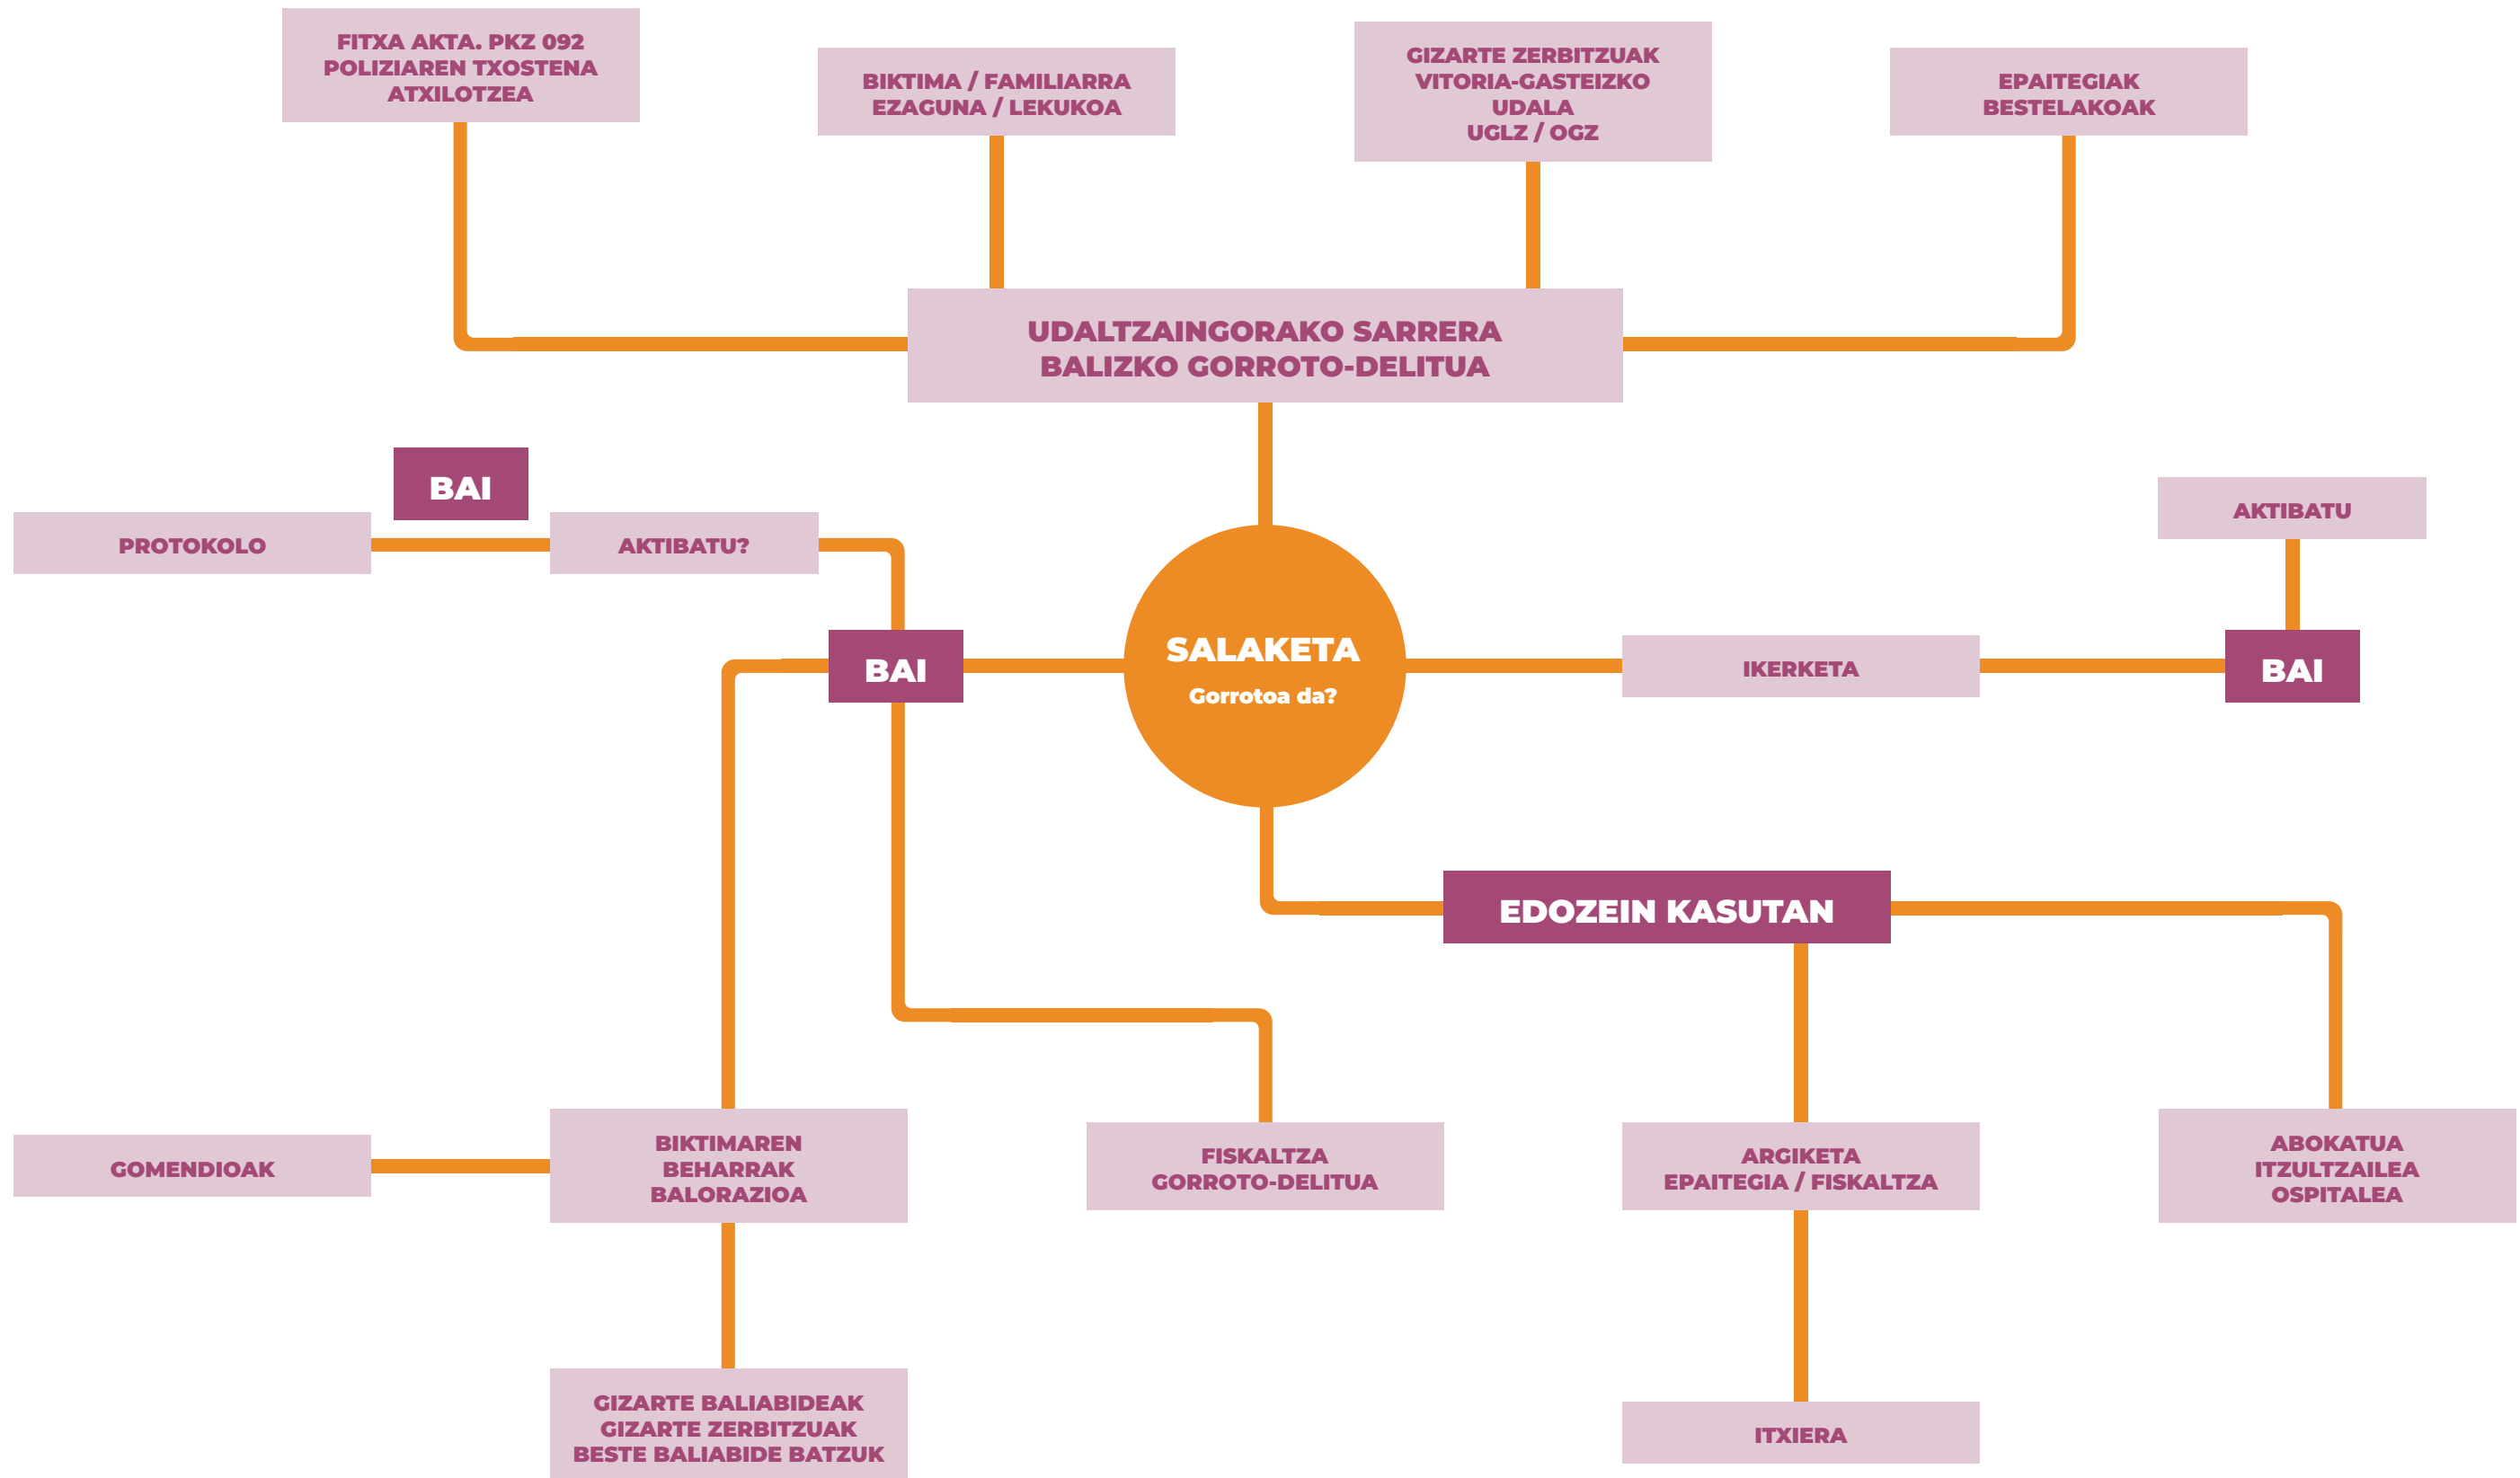 FITXA AKTA. PKZ 092
POLIZIAREN TXOSTENA
ATXILOTZEA
BIKTIMA / FAMILIARRA
EZAGUNA / LEKUKOA
GIZARTE ZERBITZUAK
VITORIA-GASTEIZKO
UDALA
UGLZ / OGZ
EPAITEGIAK
BESTELAKOAK
UDALTZAINGORAKO SARRERA
BALIZKO GORROTO-DELITUA
BAI
PROTOKOLO
AKTIBATU?
AKTIBATU
BAI
SALAKETA
Gorrotoa da?
IKERKETA
BAI
EDOZEIN KASUTAN
GOMENDIOAK
BIKTIMAREN
BEHARRAK
BALORAZIOA
FISKALTZA
GORROTO-DELITUA
ARGIKETA
EPAITEGIA / FISKALTZA
ABOKATUA
ITZULTZAILEA
OSPITALEA
GIZARTE BALIABIDEAK
GIZARTE ZERBITZUAK
BESTE BALIABIDE BATZUK
ITXIERA